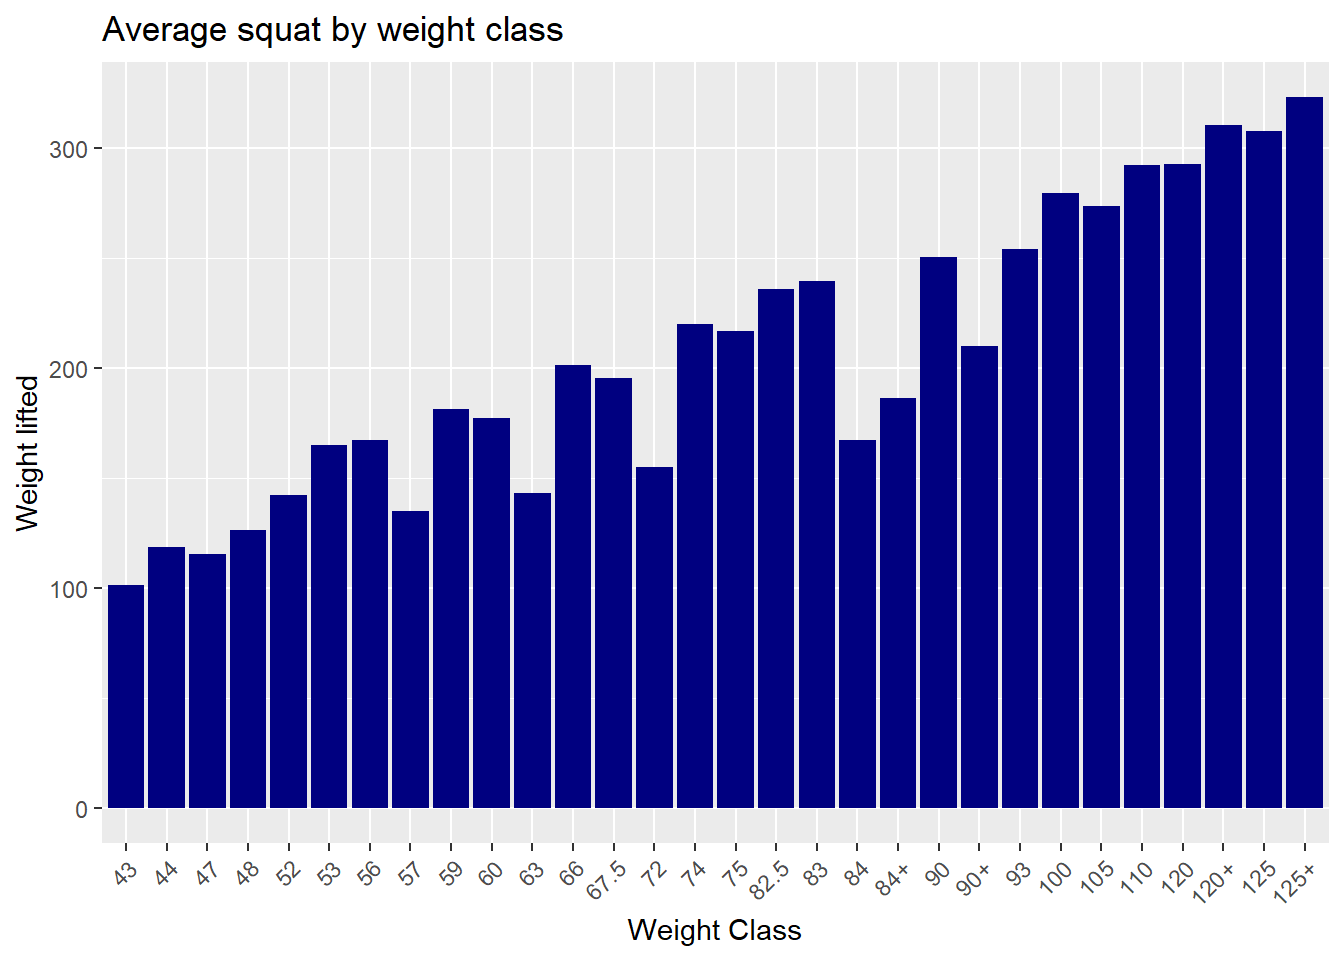 Average squat by weight class
Weight lifted
300
200
100
0
43 44 47 48 52 53 56 57 59 60 63 66 67.5 72 74 75 82.5 83 84 84+ 90 90+ 93 100 105 110 120 120+ 125 125+
Weight Class